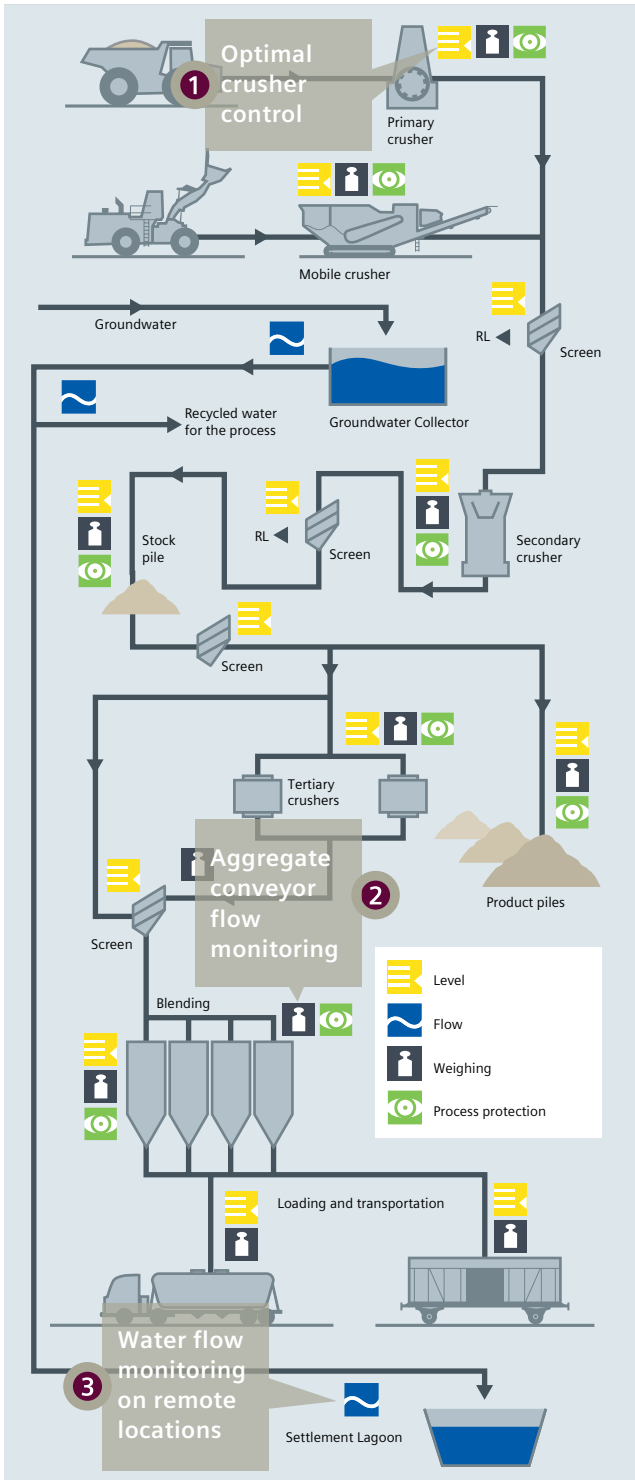 1
Optimal
crusher
control
Primary
crusher
Mobile crusher
Groundwater
RL
Screen
Groundwater Collector
Recycled water
for the process
Stock
pile
RL
Screen
Secondary
crusher
Screen
Tertiary
crushers
Aggregate
conveyor
flow
monitoring
2
Product piles
Screen
Level
Blending
Flow
Weighing
Process protection
Loading and transportation
Water flow
monitoring
on remote
locations
3
Settlement Lagoon